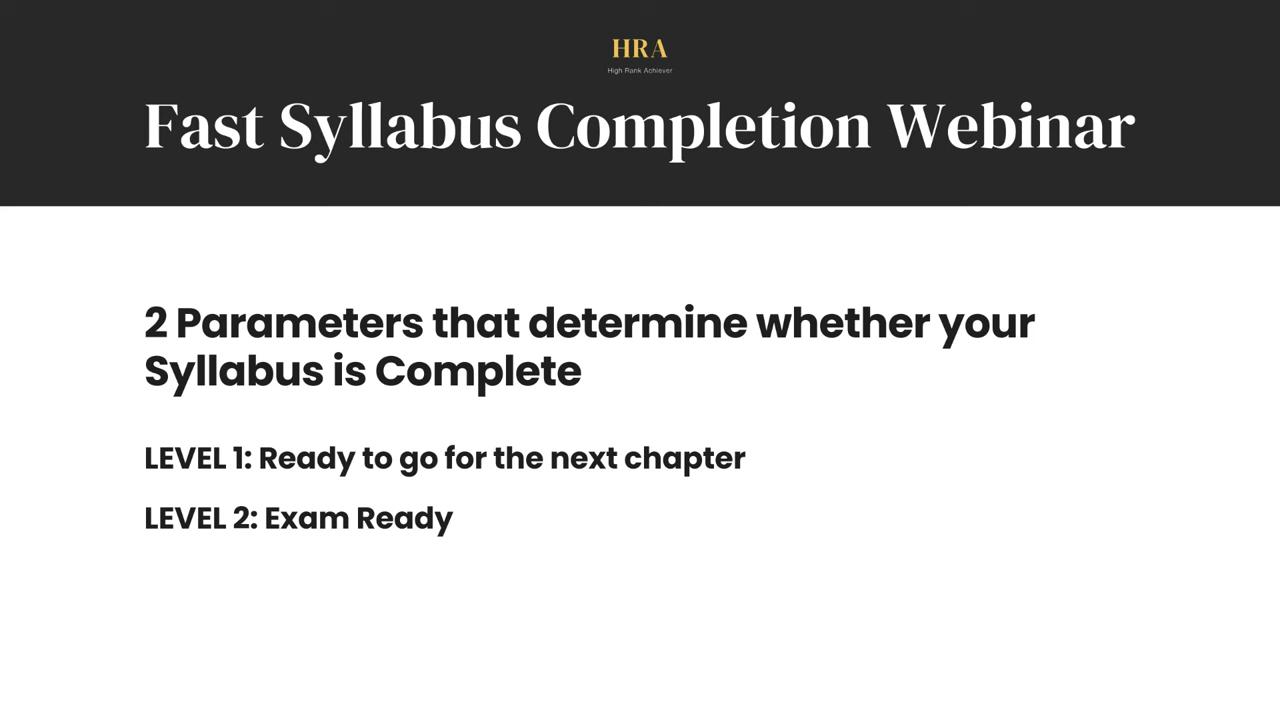 HRA
High Rank Achiever
Fast Syllabus Completion Webinar
2 Parameters that determine whether your
Syllabus is Complete
LEVEL 1: Ready to go for the next chapter
LEVEL 2: Exam Ready